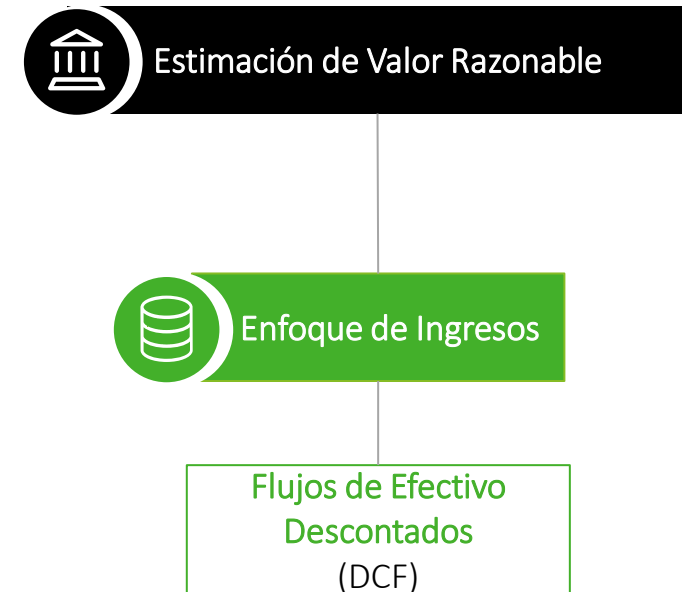 Estimación de Valor Razonable
Enfoque de Ingresos
Flujos de Efectivo
Descontados
(DCF)